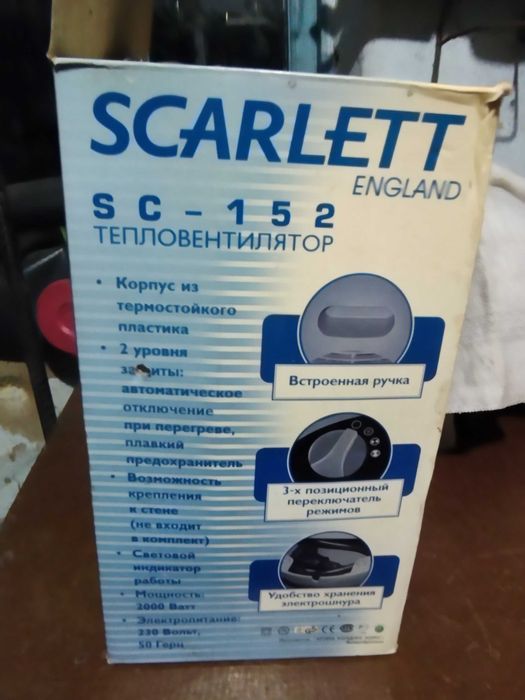 SCARLETT
ENGLAND
SC-152
ТЕПЛОВЕНТИЛЯТОР
• Корпус из
термостойкого
пластика
• 2 уровня
защиты:
автоматическое
отключение
при перегреве,
плавкий
предохранитель
• Возможность
крепления
к стене
(не входит
в комплект)
• Световой
индикатор
работы
• Мощность:
2000 Ватт
• Электропитание:
230 Вольт,
50 Герц
Встроенная ручка
3-х позиционный
переключатель
режимов
Удобство хранения
электрошнура